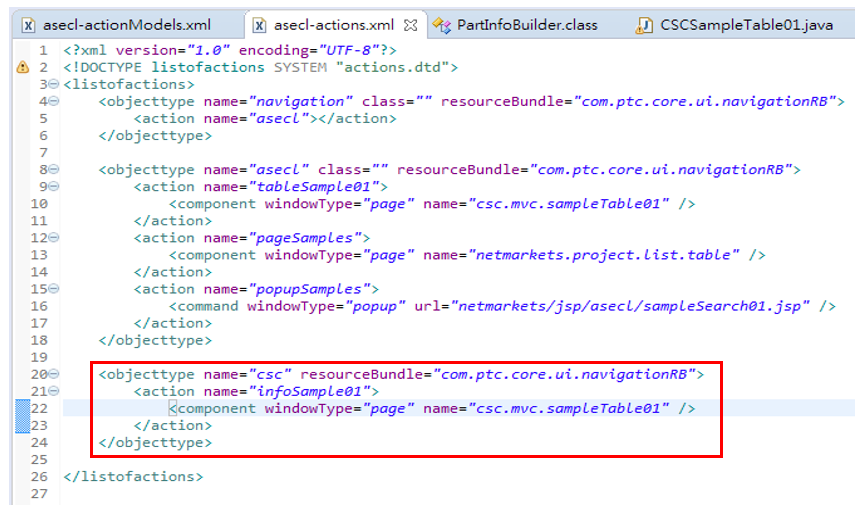 asecl-actionModels.xml asecl-actions.xml PartInfoBuilder.class CSCSampleTable01.java
1 <?xml version="1.0" encoding="UTF-8"?>
2 <!DOCTYPE listofactions SYSTEM "actions.dtd">
3 <listofactions>
4 <objecttype name="navigation" class="" resourceBundle="com.ptc.core.ui.navigationRB">
5 <action name="asecl"></action>
6 </objecttype>
7
8 <objecttype name="asecl" class="" resourceBundle="com.ptc.core.ui.navigationRB">
9 <action name="tableSample01">
10 <component windowType="page" name="csc.mvc.sampleTable01" />
11 </action>
12 <action name="pageSamples">
13 <component windowType="page" name="netmarkets.project.list.table" />
14 </action>
15 <action name="popupSamples">
16 <command windowType="popup" url="netmarkets/jsp/asecl/sampleSearch01.jsp" />
17 </action>
18 </objecttype>
19
20 <objecttype name="csc" resourceBundle="com.ptc.core.ui.navigationRB">
21 <action name="infoSample01">
22 <component windowType="page" name="csc.mvc.sampleTable01" />
23 </action>
24 </objecttype>
25
26 </listofactions>
27